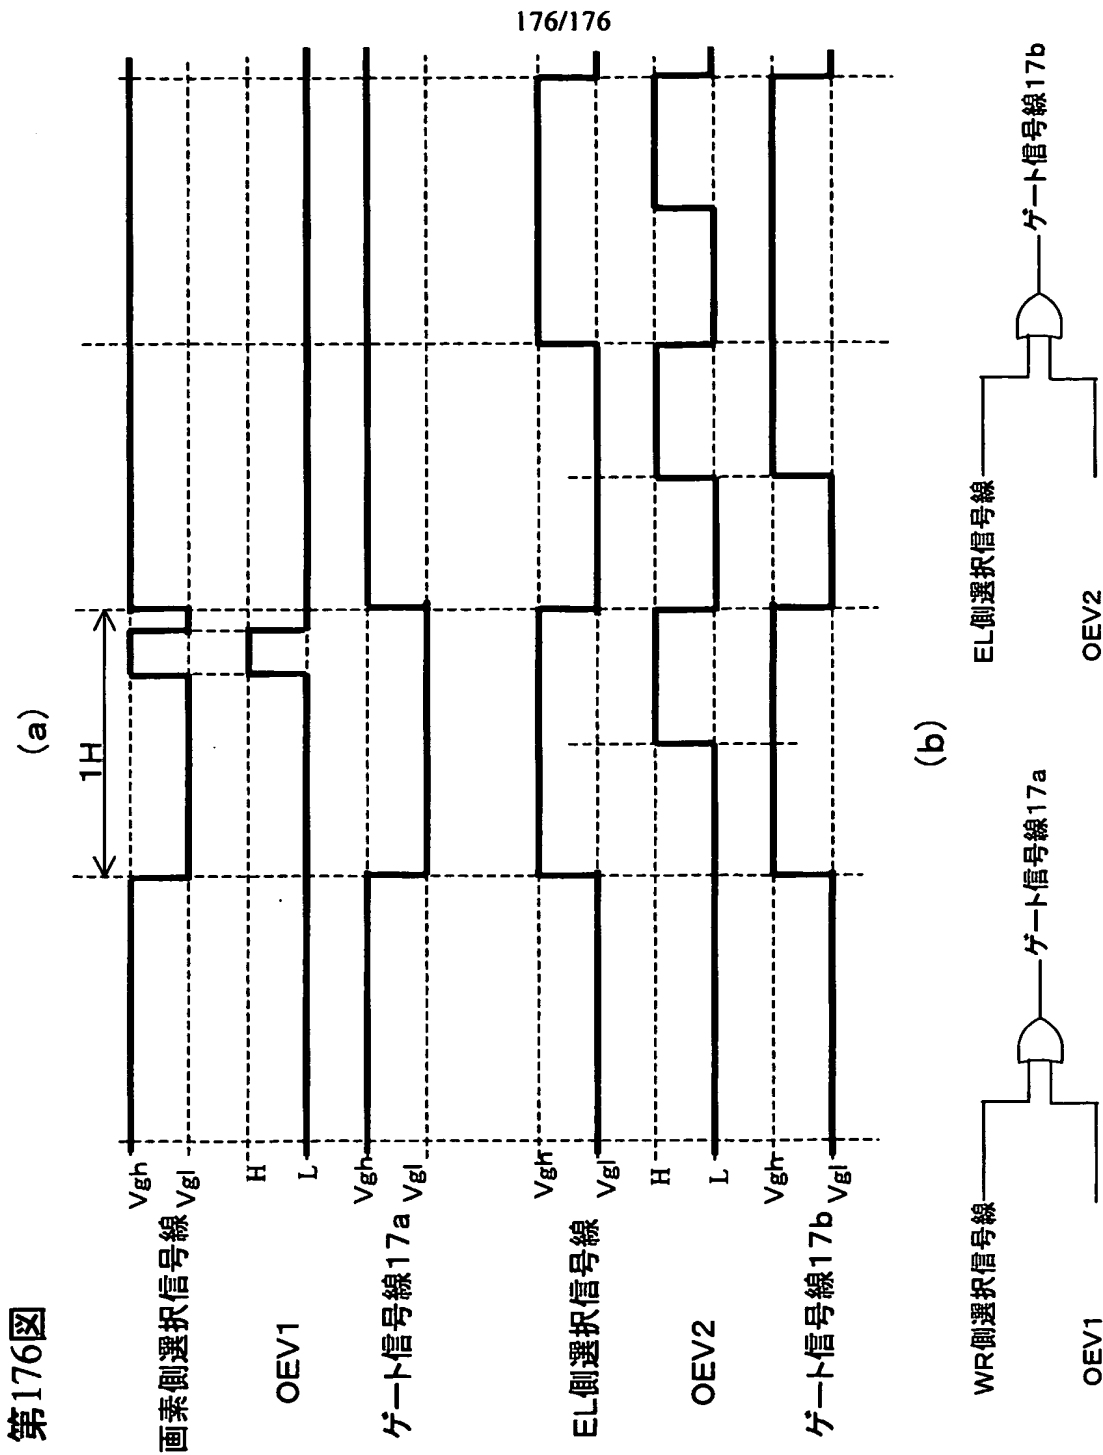 176/176
第176図
(a)
1H
画素側選択信号線
Vgh
Vgl
OEV1
H
L
ゲート信号線17a
Vgh
Vgl
EL側選択信号線
Vgh
Vgl
OEV2
H
L
ゲート信号線17b
Vgh
Vgl
(b)
WR側選択信号線
OEV1
ゲート信号線17a
EL側選択信号線
OEV2
ゲート信号線17b